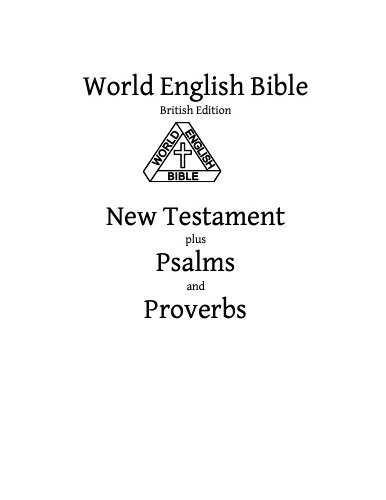 World English Bible
British Edition
WORLD
ENGLISH
BIBLE
New Testament
plus
Psalms
and
Proverbs